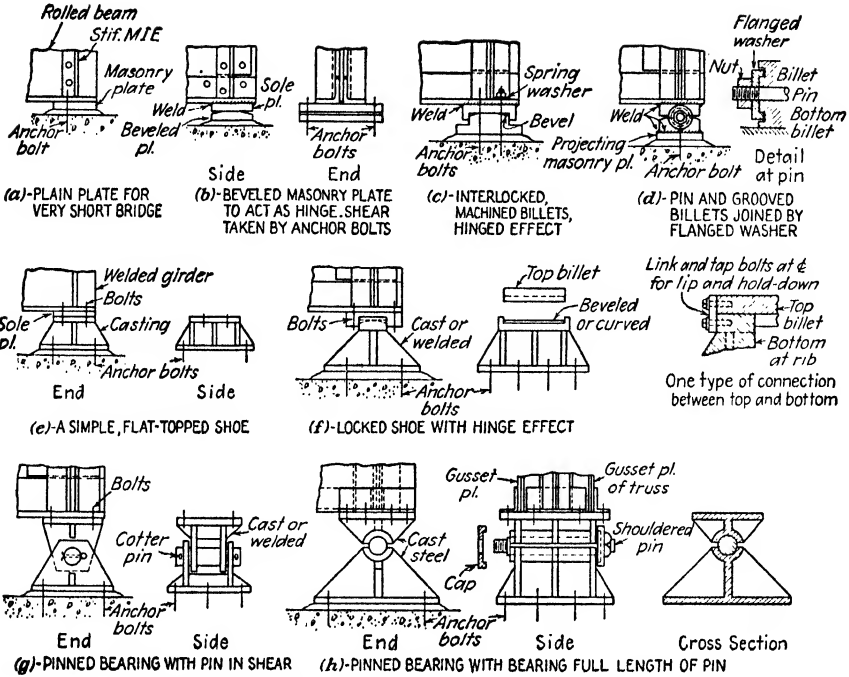 Rolled beam
Stif. MIE
Masonry
plate
Anchor
bolt
(a)-PLAIN PLATE FOR
VERY SHORT BRIDGE
Sole
pl.
Weld
Beveled
pl.
Anchor
bolts
Side
End
(b)-BEVELED MASONRY PLATE
TO ACT AS HINGE. SHEAR
TAKEN BY ANCHOR BOLTS
Spring
washer
Weld
Bevel
Anchor
bolts
(c)-INTERLOCKED,
MACHINED BILLETS,
HINGED EFFECT
Flanged
washer
Nut
Billet
Pin
Bottom
billet
Weld
Projecting
masonry pl.
Anchor bolt
Detail
at pin
(d)-PIN AND GROOVED
BILLETS JOINED BY
FLANGED WASHER
Welded girder
Bolts
Sole
pl.
Casting
Anchor bolts
End
Side
(e)-A SIMPLE, FLAT-TOPPED SHOE
Top billet
Bolts
Cast or
welded
Beveled
or curved
Anchor
bolts
(f)-LOCKED SHOE WITH HINGE EFFECT
Link and tap bolts at ℄
for lip and hold-down
Top
billet
Bottom
at rib
One type of connection
between top and bottom
Bolts
Cotter
pin
Cast or
welded
Anchor
bolts
End
Side
(g)-PINNED BEARING WITH PIN IN SHEAR
Gusset
pl.
Gusset pl.
of truss
Cast
steel
Shouldered
pin
Cap
Anchor
bolts
End
Side
Cross Section
(h)-PINNED BEARING WITH BEARING FULL LENGTH OF PIN